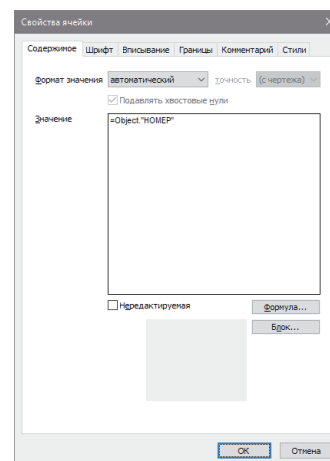 Свойства ячейки
Содержимое Шрифт Вписывание Границы Комментарий Стили
Формат значения автоматический точность (с чертежа)
Подавлять хвостовые нули
Значение =Object."НОМЕР"
Нередактируемая Формула...
Блок...
ОК Отмена